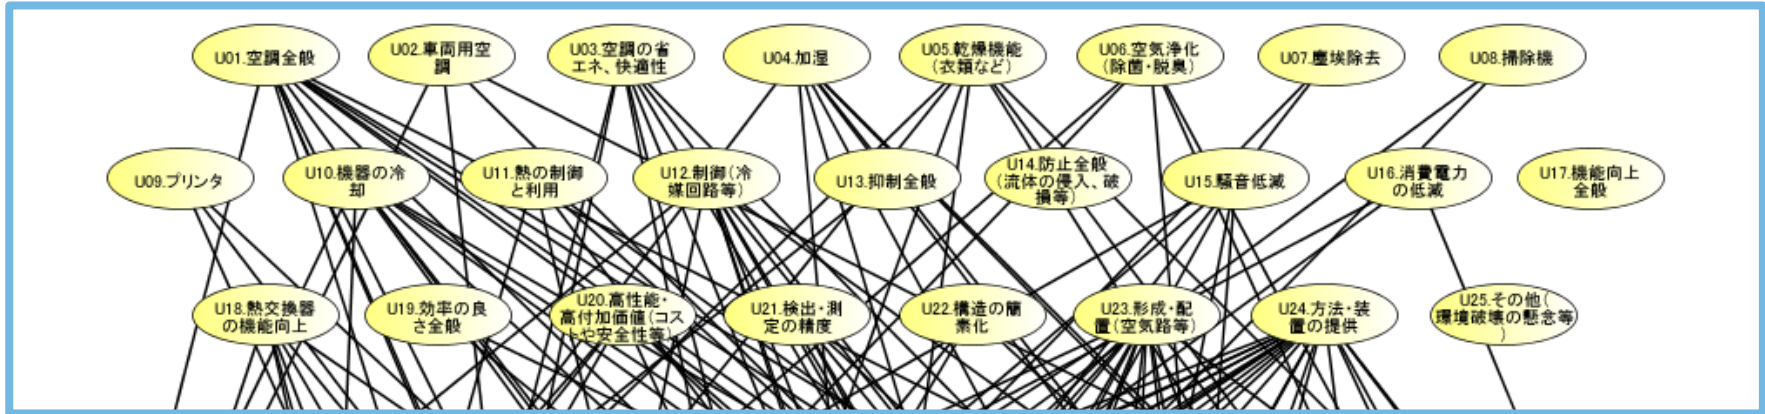 U01.空調全般
U02.車両用空
調
U03.空調の省
エネ、快適性
U04.加湿
U05.乾燥機能
(衣類など)
U06.空気浄化
(除菌・脱臭)
U07.塵埃除去
U08.掃除機
U09.プリンタ
U10.機器の冷
却
U11.熱の制御
と利用
U12.制御(冷
媒回路等)
U13.抑制全般
U14.防止全般
(流体の侵入、破
損等)
U15.騒音低減
U16.消費電力
の低減
U17.機能向上
全般
U18.熱交換器
の機能向上
U19.効率の良
さ全般
U20.高性能・
高付加価値(コス
トや安全性等)
U21.検出・測
定の精度
U22.構造の簡
素化
U23.形成・配
置(空気路等)
U24.方法・装
置の提供
U25.その他(
環境破壊の懸念等
)